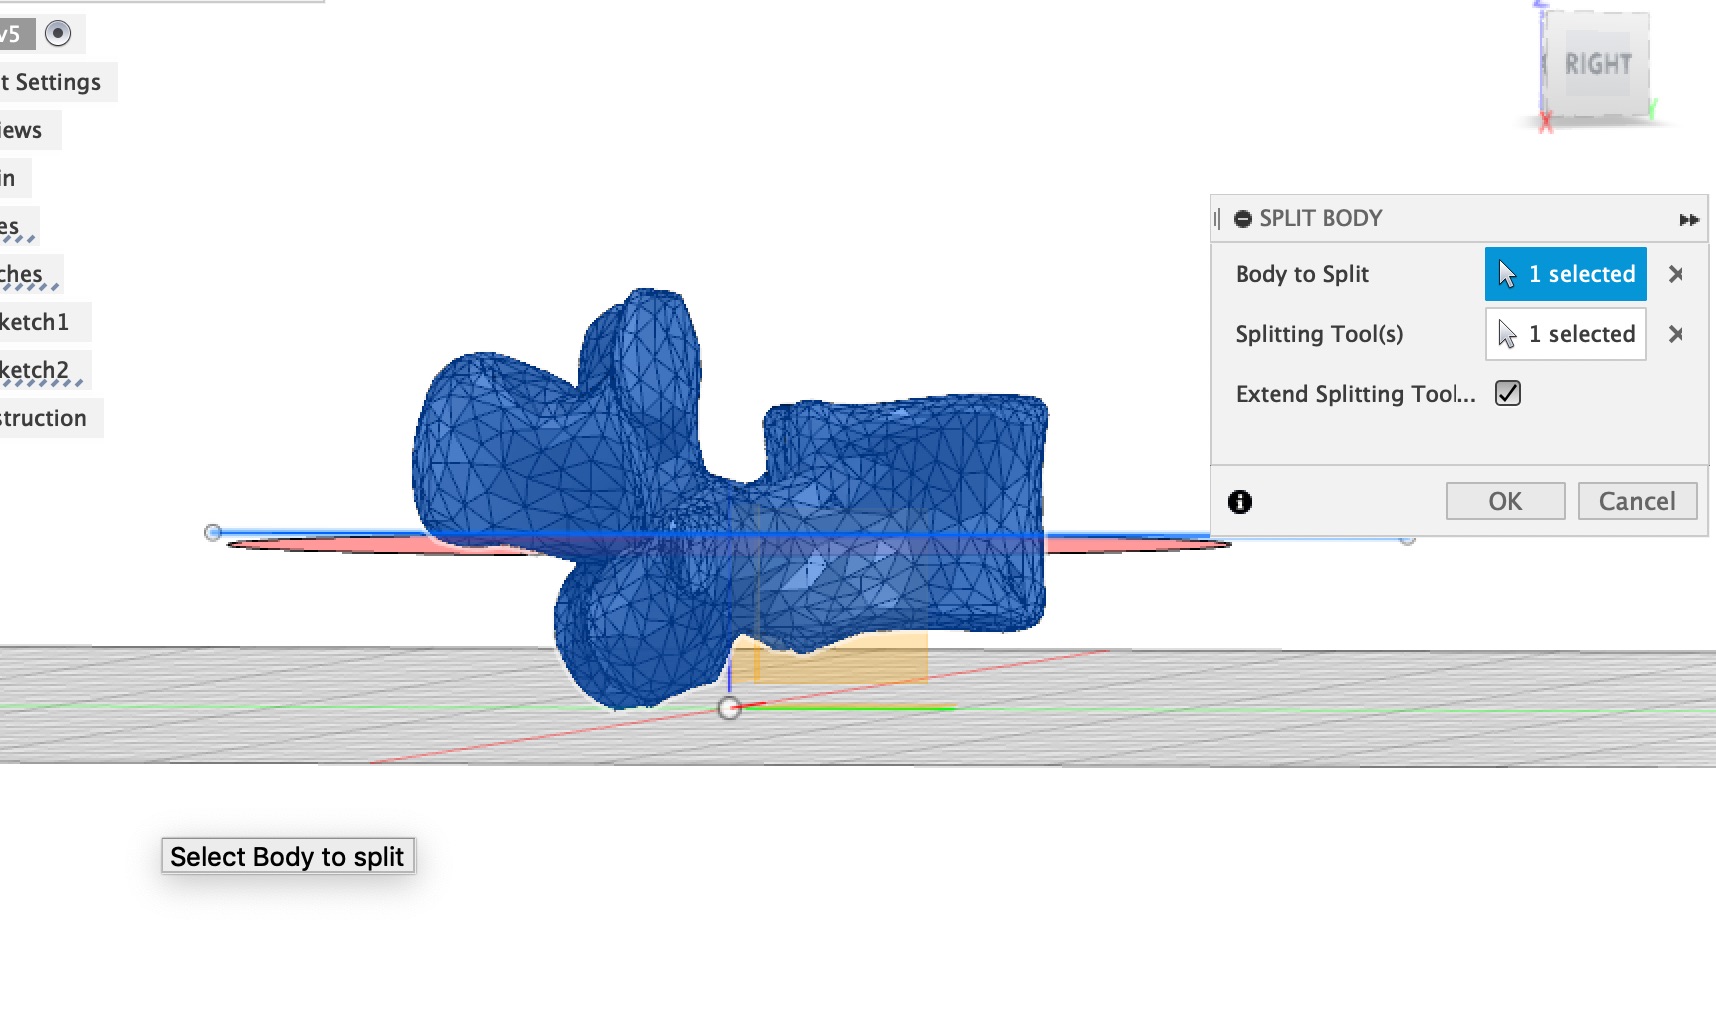 v5
t Settings
iews
in
es
ches
ketch1
ketch2
struction
Z
RIGHT
X
Y
SPLIT BODY
Body to Split 1 selected
Splitting Tool(s) 1 selected
Extend Splitting Tool...
OK Cancel
Select Body to split